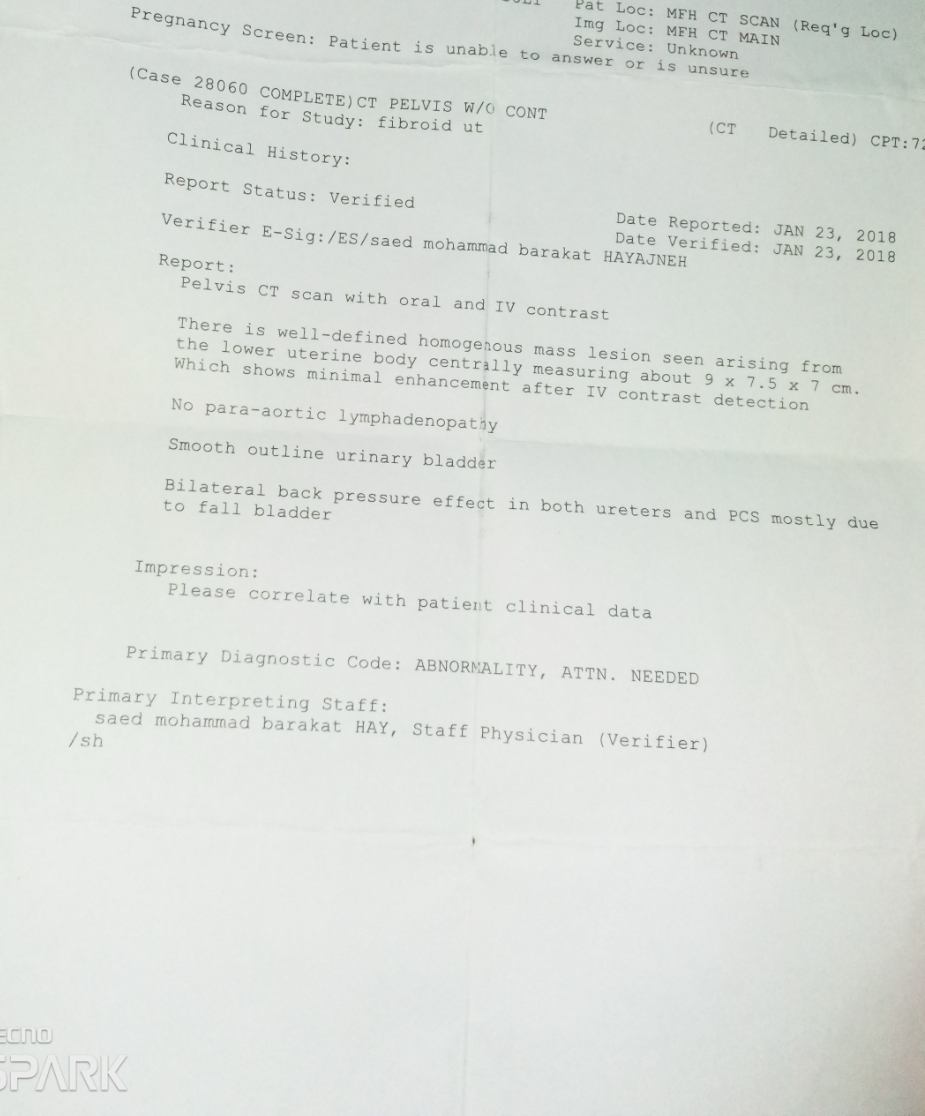 Pat Loc: MFH CT SCAN (Req'g Loc)
Img Loc: MFH CT MAIN
Service: Unknown
Pregnancy Screen: Patient is unable to answer or is unsure
(Case 28060 COMPLETE)CT PELVIS W/O CONT (CT Detailed) CPT:72
Reason for Study: fibroid ut
Clinical History:
Report Status: Verified Date Reported: JAN 23, 2018
Date Verified: JAN 23, 2018
Verifier E-Sig:/ES/saed mohammad barakat HAYAJNEH
Report:
Pelvis CT scan with oral and IV contrast
There is well-defined homogenous mass lesion seen arising from
the lower uterine body centrally measuring about 9 x 7.5 x 7 cm.
Which shows minimal enhancement after IV contrast detection
No para-aortic lymphadenopathy
Smooth outline urinary bladder
Bilateral back pressure effect in both ureters and PCS mostly due
to fall bladder
Impression:
Please correlate with patient clinical data
Primary Diagnostic Code: ABNORMALITY, ATTN. NEEDED
Primary Interpreting Staff:
saed mohammad barakat HAY, Staff Physician (Verifier)
/sh
SPARK